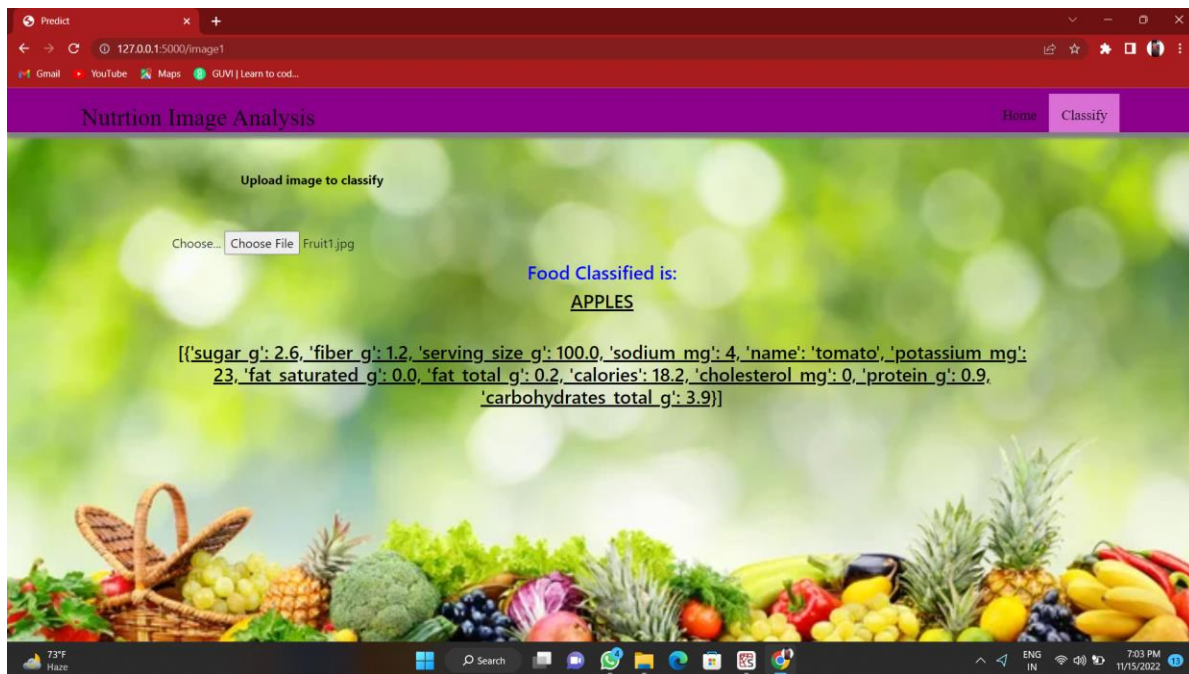 Predict
127.0.0.1:5000/image1
Gmail YouTube Maps GUVI | Learn to cod...
Nutrtion Image Analysis Home Classify
Upload image to classify
Choose... Choose File Fruit1.jpg
Food Classified is:
APPLES
[{'sugar_g': 2.6, 'fiber_g': 1.2, 'serving_size_g': 100.0, 'sodium_mg': 4, 'name': 'tomato', 'potassium_mg':
23, 'fat_saturated_g': 0.0, 'fat_total_g': 0.2, 'calories': 18.2, 'cholesterol_mg': 0, 'protein_g': 0.9,
'carbohydrates_total_g': 3.9}]
73°F
Haze
Search
4
ENG
IN
7:03 PM
11/15/2022
13